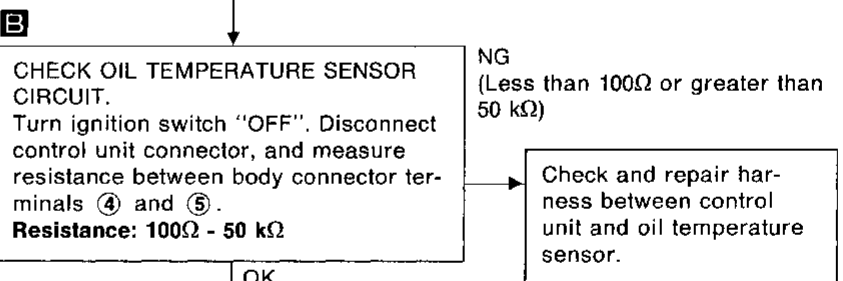 B
CHECK OIL TEMPERATURE SENSOR
CIRCUIT.
Turn ignition switch "OFF". Disconnect
control unit connector, and measure
resistance between body connector ter-
minals ④ and ⑤.
Resistance: 100Ω - 50 kΩ
NG
(Less than 100Ω or greater than
50 kΩ)
Check and repair har-
ness between control
unit and oil temperature
sensor.
OK